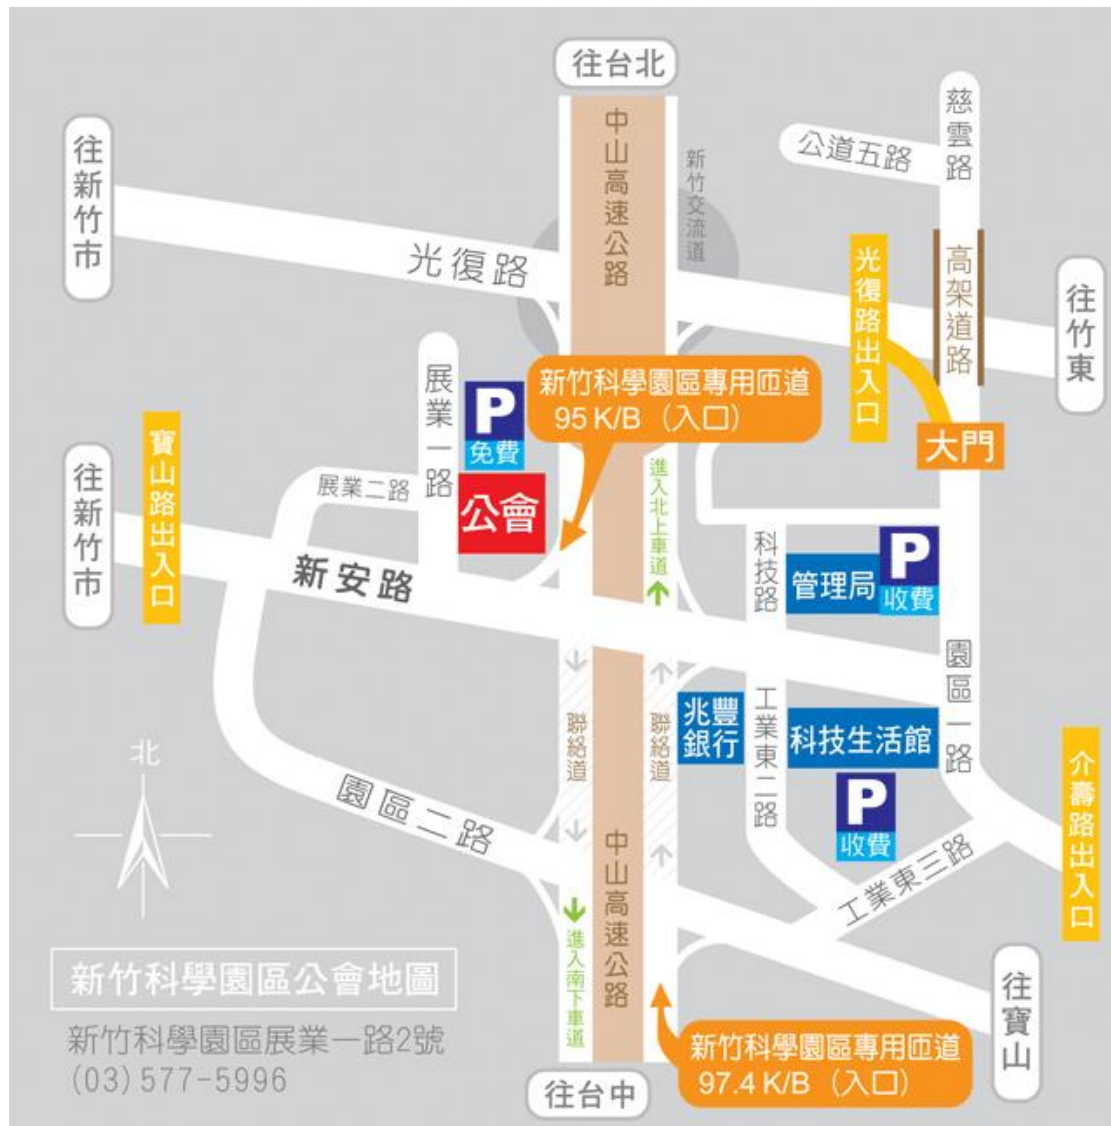 往台北
中山高速公路
新竹交流道
慈雲路
公道五路
往新竹市
光復路
光復路出入口
高架道路
往竹東
展業一路
P
免費
新竹科學園區專用匝道
95 K/B (入口)
大門
寶山路出入口
往新竹市
展業二路
公會
進入北上車道
新安路
科技路
管理局
P
收費
園區一路
聯絡道
聯絡道
兆豐
銀行
工業東二路
科技生活館
P
收費
介壽路出入口
北
園區二路
中山高速公路
工業東三路
進入南下車道
新竹科學園區公會地圖
新竹科學園區展業一路2號
(03)577-5996
往寶山
新竹科學園區專用匝道
97.4 K/B (入口)
往台中